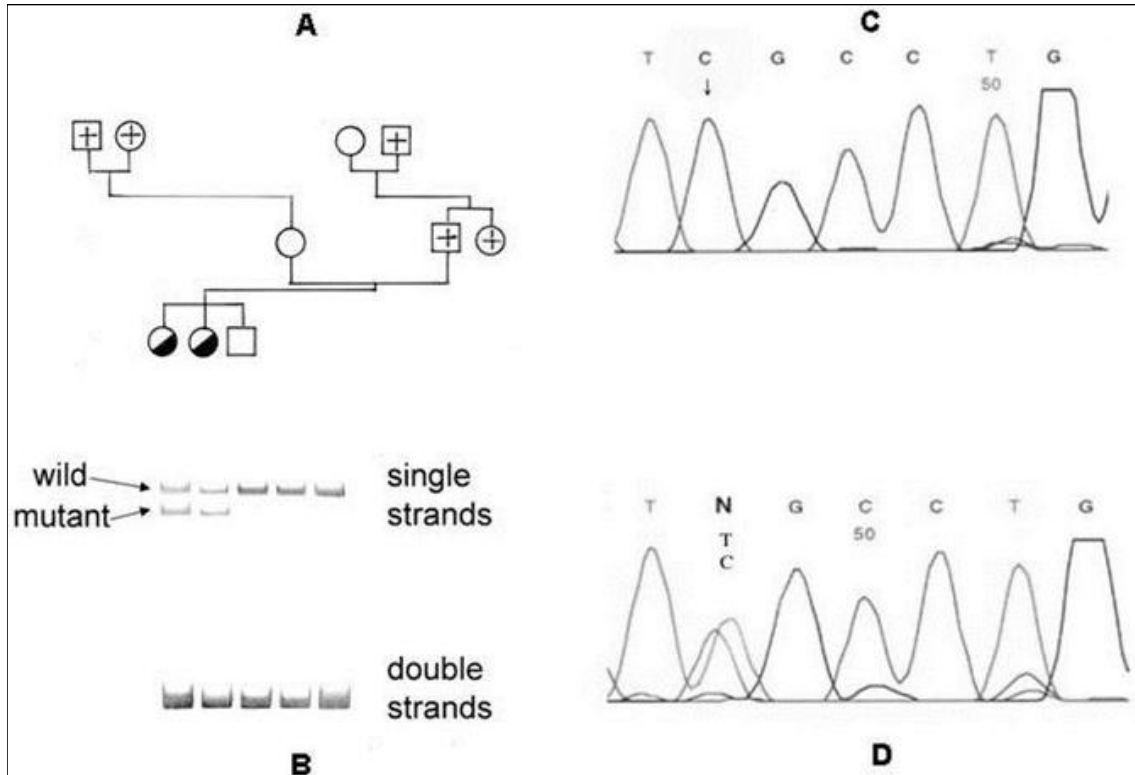 A
C
T C G C C T G
50
wild
mutant
single
strands
T N G C C T G
50
T
C
double
strands
B
D